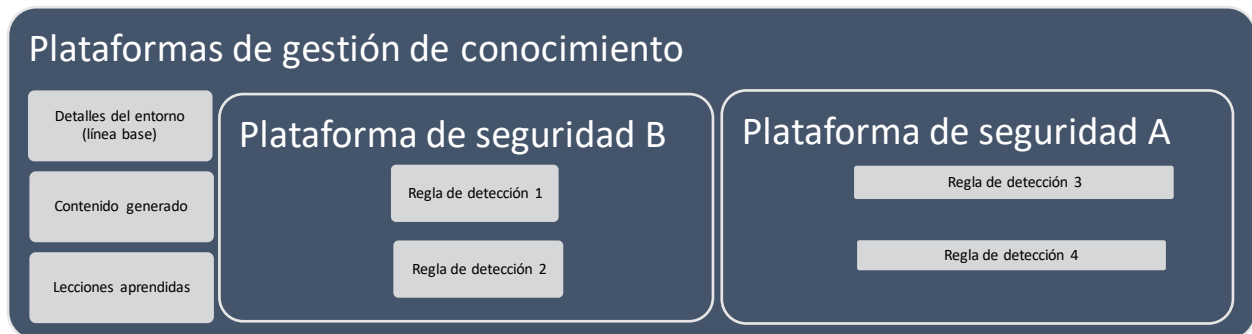 Plataformas de gestión de conocimiento
Detalles del entorno
(línea base)
Contenido generado
Lecciones aprendidas
Plataforma de seguridad B
Regla de detección 1
Regla de detección 2
Plataforma de seguridad A
Regla de detección 3
Regla de detección 4